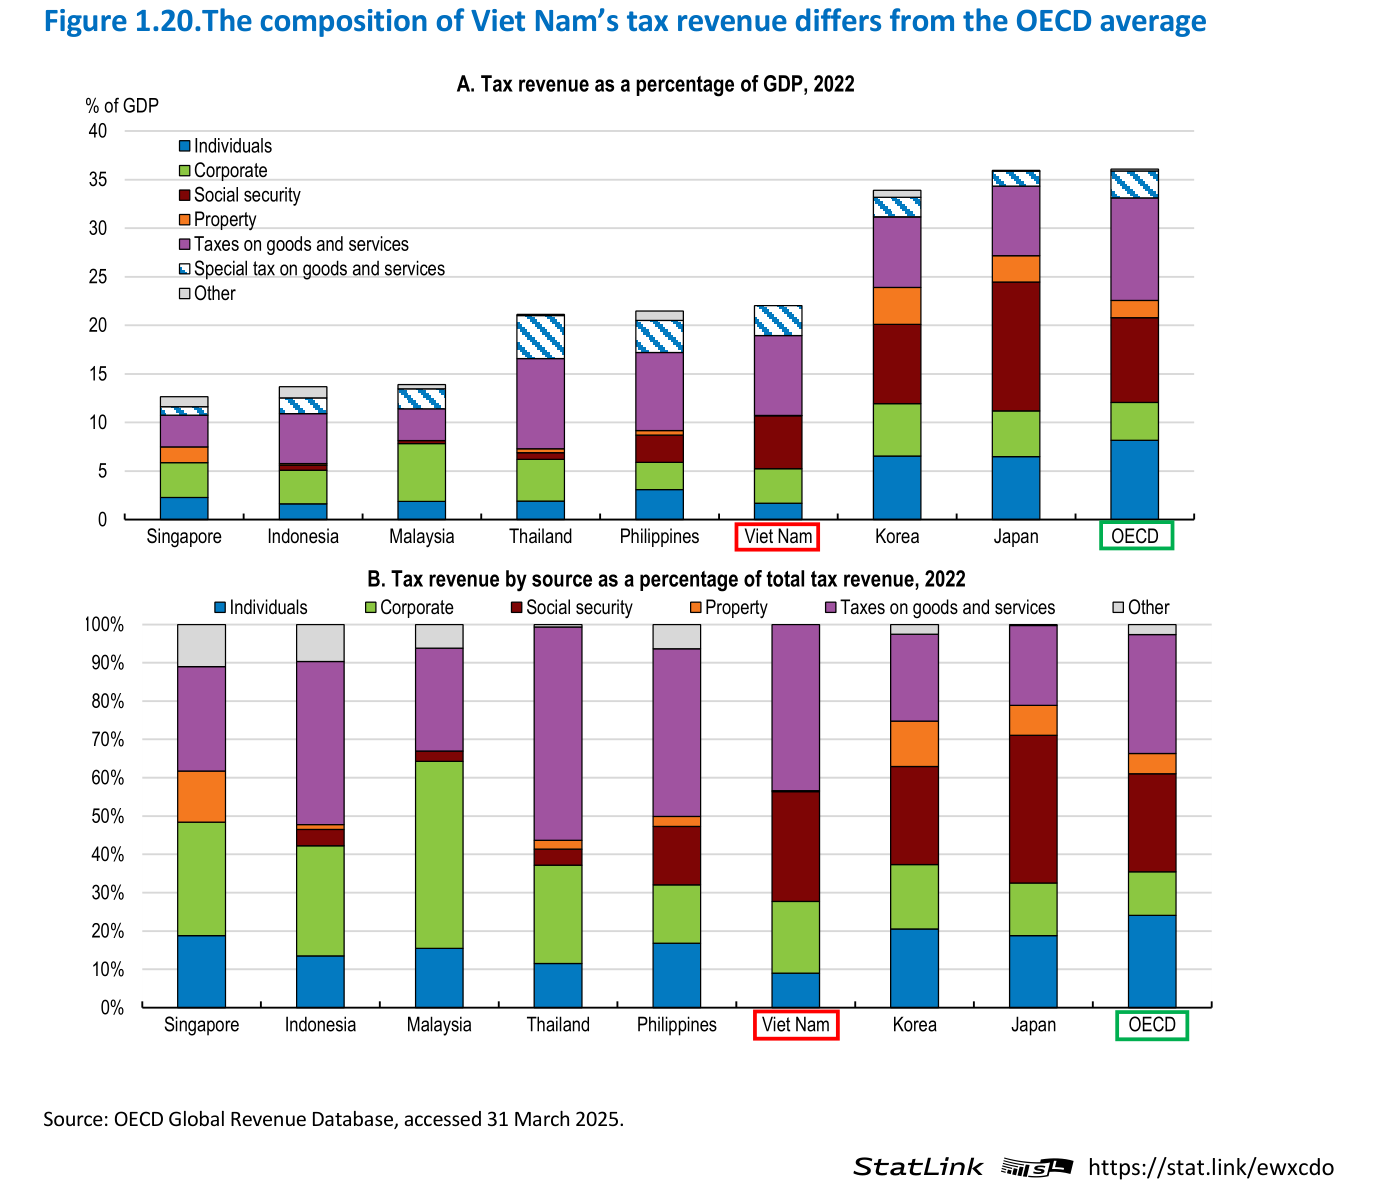 Figure 1.20.The composition of Viet Nam’s tax revenue differs from the OECD average
A. Tax revenue as a percentage of GDP, 2022
% of GDP
40
35
30
25
20
15
10
5
0
Individuals
Corporate
Social security
Property
Taxes on goods and services
Special tax on goods and services
Other
Singapore Indonesia Malaysia Thailand Philippines Viet Nam Korea Japan OECD
B. Tax revenue by source as a percentage of total tax revenue, 2022
Individuals Corporate Social security Property Taxes on goods and services Other
100%
90%
80%
70%
60%
50%
40%
30%
20%
10%
0%
Singapore Indonesia Malaysia Thailand Philippines Viet Nam Korea Japan OECD
Source: OECD Global Revenue Database, accessed 31 March 2025.
StatLink SL https://stat.link/ewxcdo